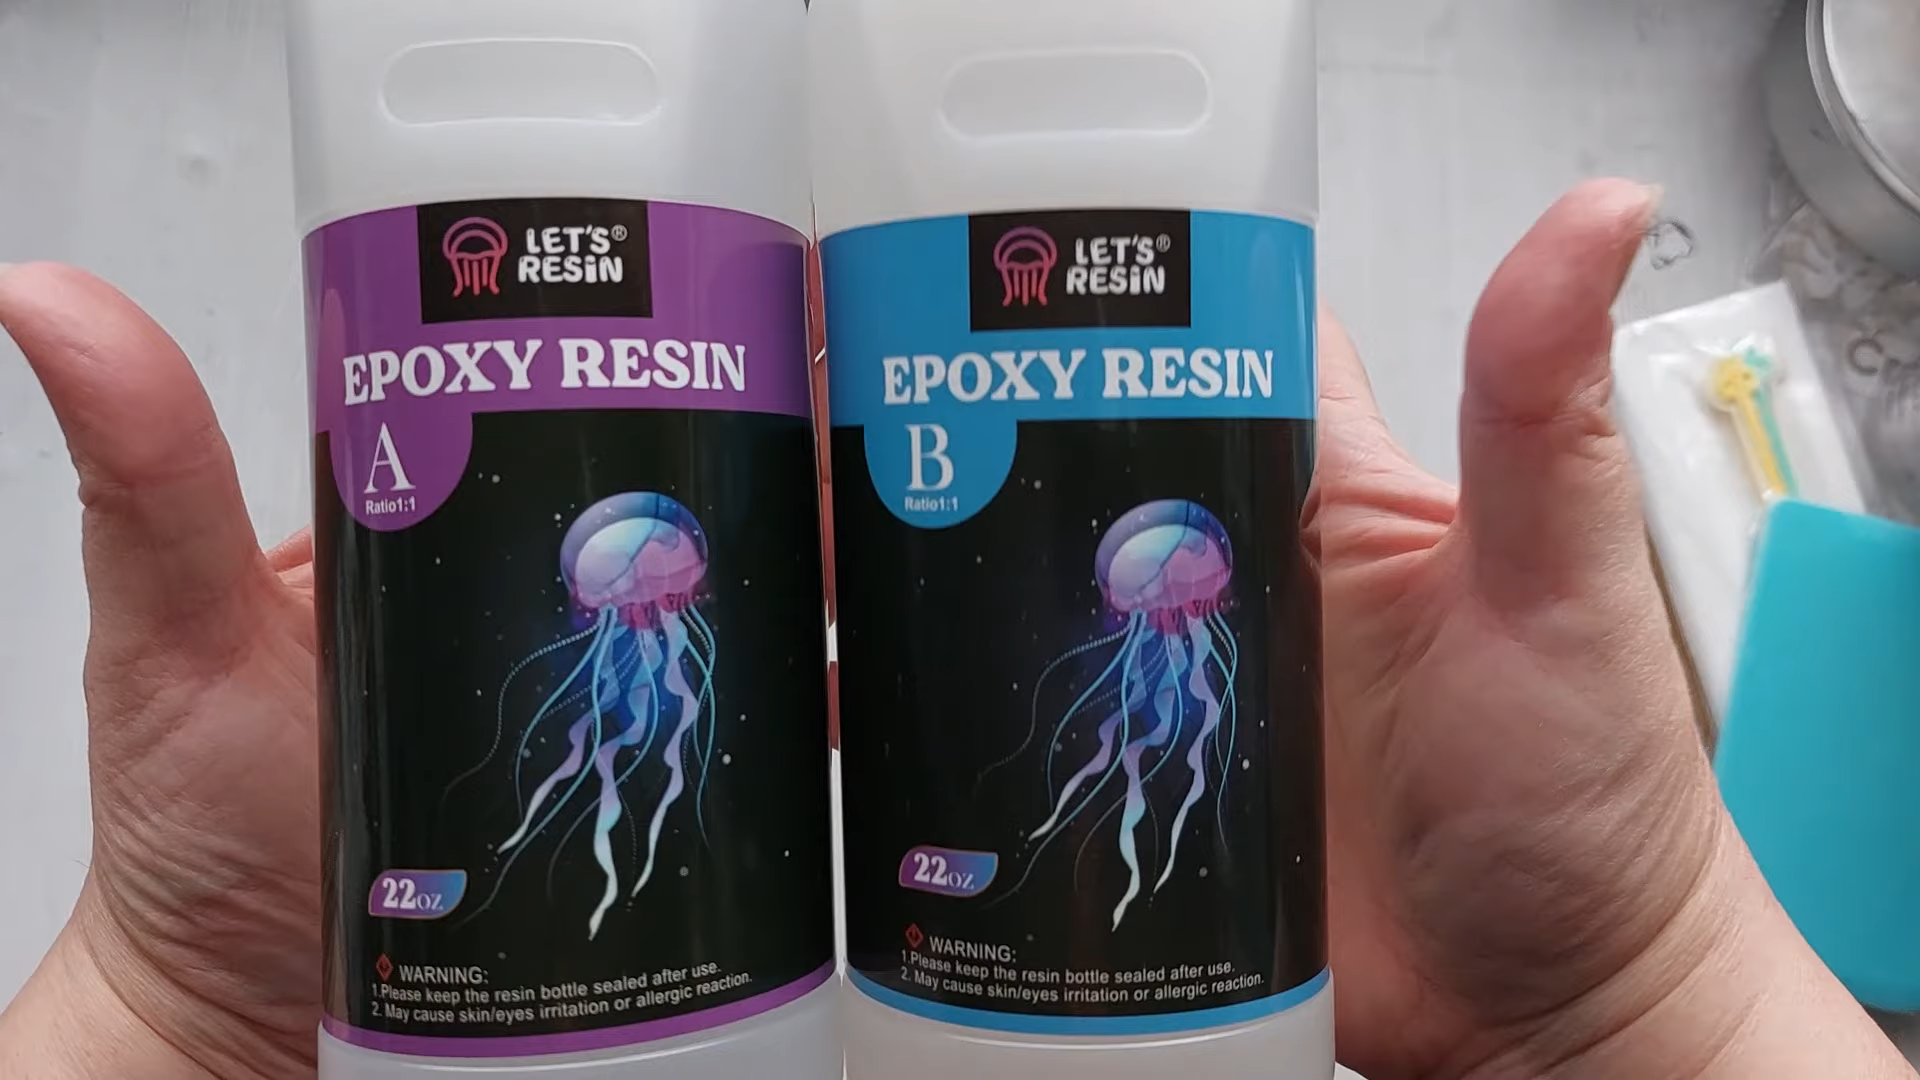 LET'S®
RESIN
EPOXY RESIN
A
Ratio1:1
22OZ
WARNING:
1.Please keep the resin bottle sealed after use.
2. May cause skin/eyes irritation or allergic reaction.
LET'S®
RESIN
EPOXY RESIN
B
Ratio1:1
22OZ
WARNING:
1.Please keep the resin bottle sealed after use.
2. May cause skin/eyes irritation or allergic reaction.